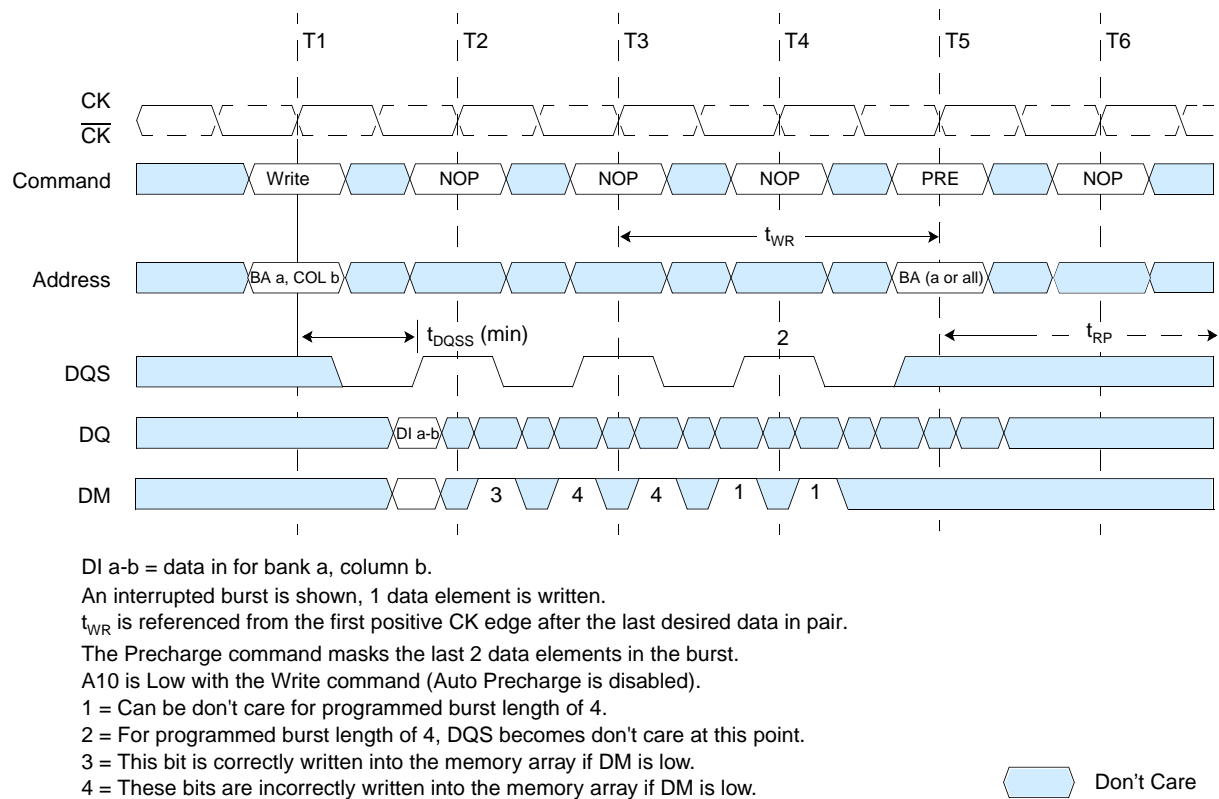 T1 T2 T3 T4 T5 T6
CK
CK
Command Write NOP NOP NOP PRE NOP
tWR
Address BA a, COL b BA (a or all)
tDQSS (min) 2 tRP
DQS
DQ DI a-b
DM 3 4 4 1 1
DI a-b = data in for bank a, column b.
An interrupted burst is shown, 1 data element is written.
tWR is referenced from the first positive CK edge after the last desired data in pair.
The Precharge command masks the last 2 data elements in the burst.
A10 is Low with the Write command (Auto Precharge is disabled).
1 = Can be don't care for programmed burst length of 4.
2 = For programmed burst length of 4, DQS becomes don't care at this point.
3 = This bit is correctly written into the memory array if DM is low.
4 = These bits are incorrectly written into the memory array if DM is low.
Don't Care